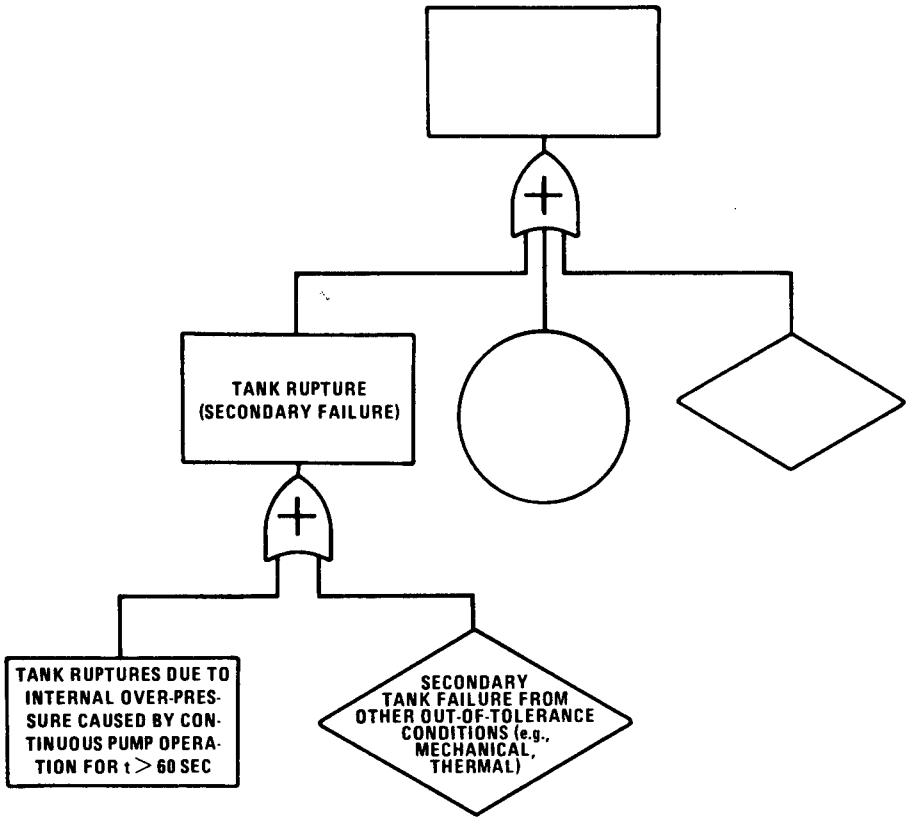 TANK RUPTURE
(SECONDARY FAILURE)
TANK RUPTURES DUE TO
INTERNAL OVER-PRES-
SURE CAUSED BY CON-
TINUOUS PUMP OPERA-
TION FOR t > 60 SEC
SECONDARY
TANK FAILURE FROM
OTHER OUT-OF-TOLERANCE
CONDITIONS (e.g.,
MECHANICAL,
THERMAL)